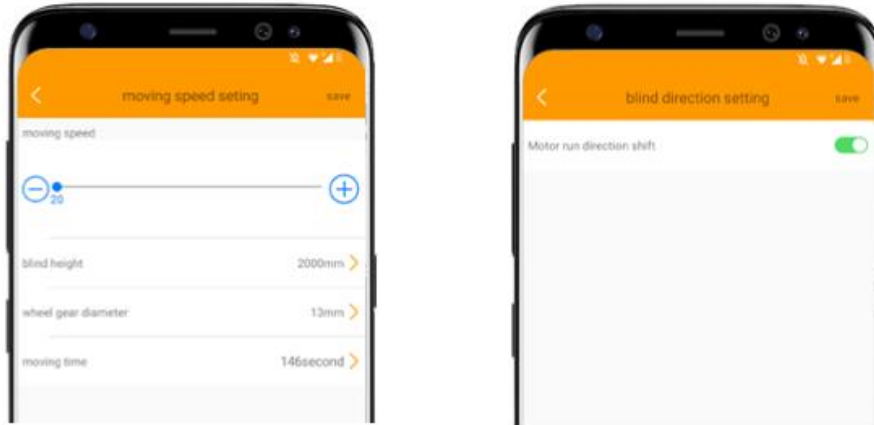 moving speed seting save
moving speed
20
blind height 2000mm
wheel gear diameter 13mm
moving time 146second
blind direction setting save
Motor run direction shift